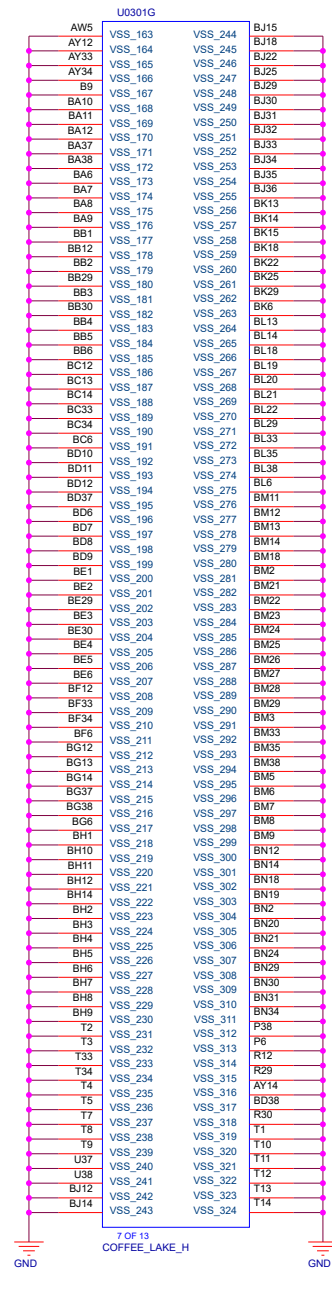 U0301G
AW5 VSS_163 VSS_244 BJ15
AY12 VSS_164 VSS_245 BJ18
AY33 VSS_165 VSS_246 BJ22
AY34 VSS_166 VSS_247 BJ25
B9 VSS_167 VSS_248 BJ29
BA10 VSS_168 VSS_249 BJ30
BA11 VSS_169 VSS_250 BJ31
BA12 VSS_170 VSS_251 BJ32
BA37 VSS_171 VSS_252 BJ33
BA38 VSS_172 VSS_253 BJ34
BA6 VSS_173 VSS_254 BJ35
BA7 VSS_174 VSS_255 BJ36
BA8 VSS_175 VSS_256 BK13
BA9 VSS_176 VSS_257 BK14
BB1 VSS_177 VSS_258 BK15
BB12 VSS_178 VSS_259 BK18
BB2 VSS_179 VSS_260 BK22
BB29 VSS_180 VSS_261 BK25
BB3 VSS_181 VSS_262 BK29
BB30 VSS_182 VSS_263 BK6
BB4 VSS_183 VSS_264 BL13
BB5 VSS_184 VSS_265 BL14
BB6 VSS_185 VSS_266 BL18
BC12 VSS_186 VSS_267 BL19
BC13 VSS_187 VSS_268 BL20
BC14 VSS_188 VSS_269 BL21
BC33 VSS_189 VSS_270 BL22
BC34 VSS_190 VSS_271 BL29
BC6 VSS_191 VSS_272 BL33
BD10 VSS_192 VSS_273 BL35
BD11 VSS_193 VSS_274 BL38
BD12 VSS_194 VSS_275 BL6
BD37 VSS_195 VSS_276 BM11
BD6 VSS_196 VSS_277 BM12
BD7 VSS_197 VSS_278 BM13
BD8 VSS_198 VSS_279 BM14
BD9 VSS_199 VSS_280 BM18
BE1 VSS_200 VSS_281 BM2
BE2 VSS_201 VSS_282 BM21
BE29 VSS_202 VSS_283 BM22
BE3 VSS_203 VSS_284 BM23
BE30 VSS_204 VSS_285 BM24
BE4 VSS_205 VSS_286 BM25
BE5 VSS_206 VSS_287 BM26
BE6 VSS_207 VSS_288 BM27
BF12 VSS_208 VSS_289 BM28
BF33 VSS_209 VSS_290 BM29
BF34 VSS_210 VSS_291 BM3
BF6 VSS_211 VSS_292 BM33
BG12 VSS_212 VSS_293 BM35
BG13 VSS_213 VSS_294 BM38
BG14 VSS_214 VSS_295 BM5
BG37 VSS_215 VSS_296 BM6
BG38 VSS_216 VSS_297 BM7
BG6 VSS_217 VSS_298 BM8
BH1 VSS_218 VSS_299 BM9
BH10 VSS_219 VSS_300 BN12
BH11 VSS_220 VSS_301 BN14
BH12 VSS_221 VSS_302 BN18
BH14 VSS_222 VSS_303 BN19
BH2 VSS_223 VSS_304 BN2
BH3 VSS_224 VSS_305 BN20
BH4 VSS_225 VSS_306 BN21
BH5 VSS_226 VSS_307 BN24
BH6 VSS_227 VSS_308 BN29
BH7 VSS_228 VSS_309 BN30
BH8 VSS_229 VSS_310 BN31
BH9 VSS_230 VSS_311 BN34
T2 VSS_231 VSS_312 P38
T3 VSS_232 VSS_313 P6
T33 VSS_233 VSS_314 R12
T34 VSS_234 VSS_315 R29
T4 VSS_235 VSS_316 AY14
T5 VSS_236 VSS_317 BD38
T7 VSS_237 VSS_318 R30
T8 VSS_238 VSS_319 T1
T9 VSS_239 VSS_320 T10
U37 VSS_240 VSS_321 T11
U38 VSS_241 VSS_322 T12
BJ12 VSS_242 VSS_323 T13
BJ14 VSS_243 VSS_324 T14
7 OF 13
COFFEE_LAKE_H
GND GND